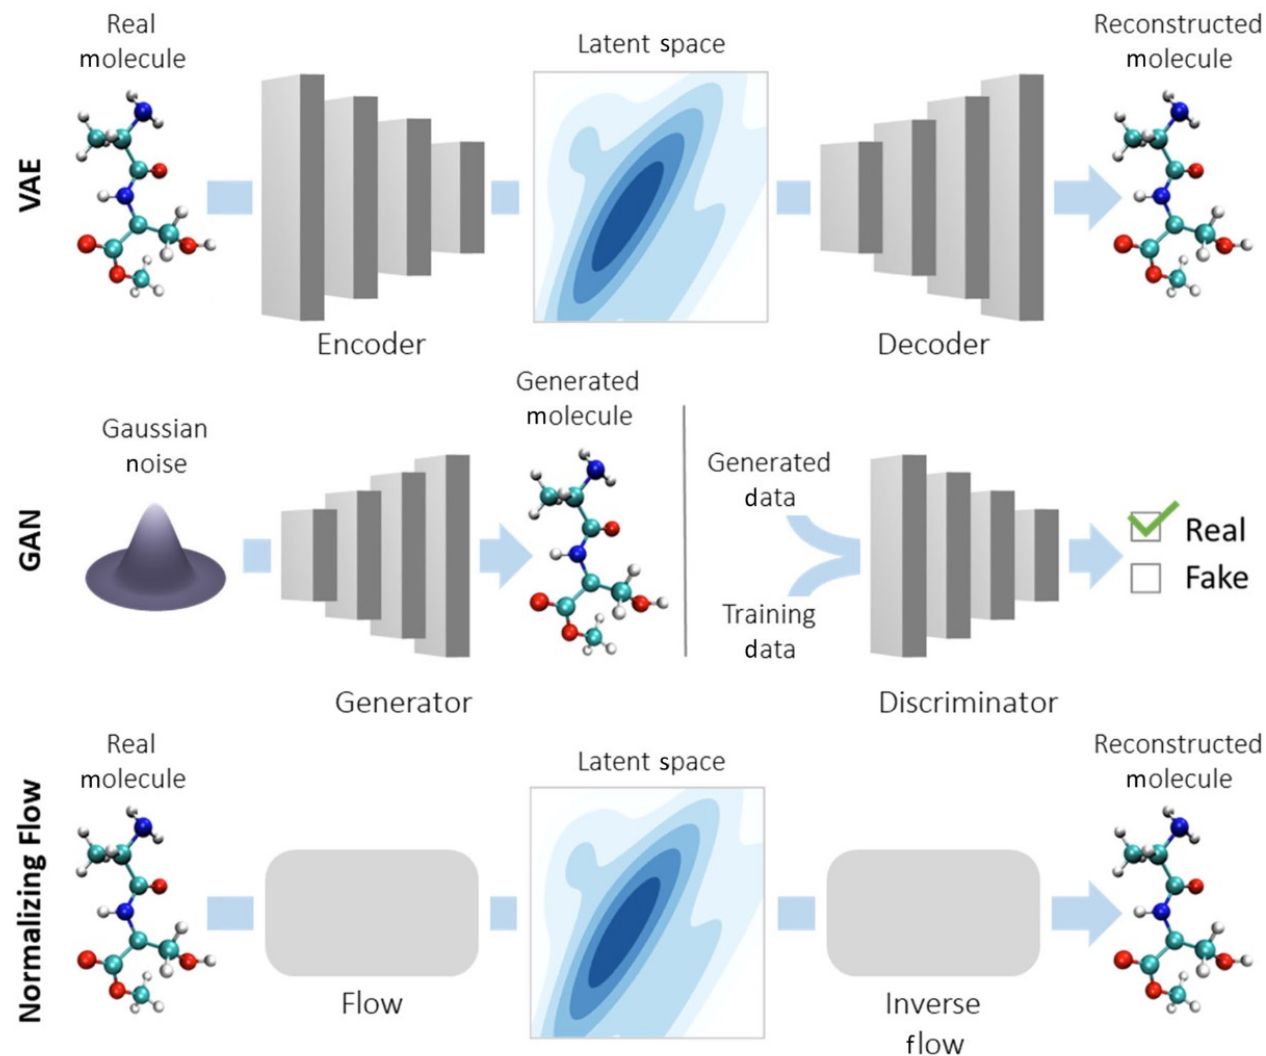 VAE
Real
molecule
Encoder
Latent space
Decoder
Reconstructed
molecule
GAN
Gaussian
noise
Generator
Generated
molecule
Generated
data
Training
data
Discriminator
Real
Fake
Normalizing Flow
Real
molecule
Flow
Latent space
Inverse
flow
Reconstructed
molecule